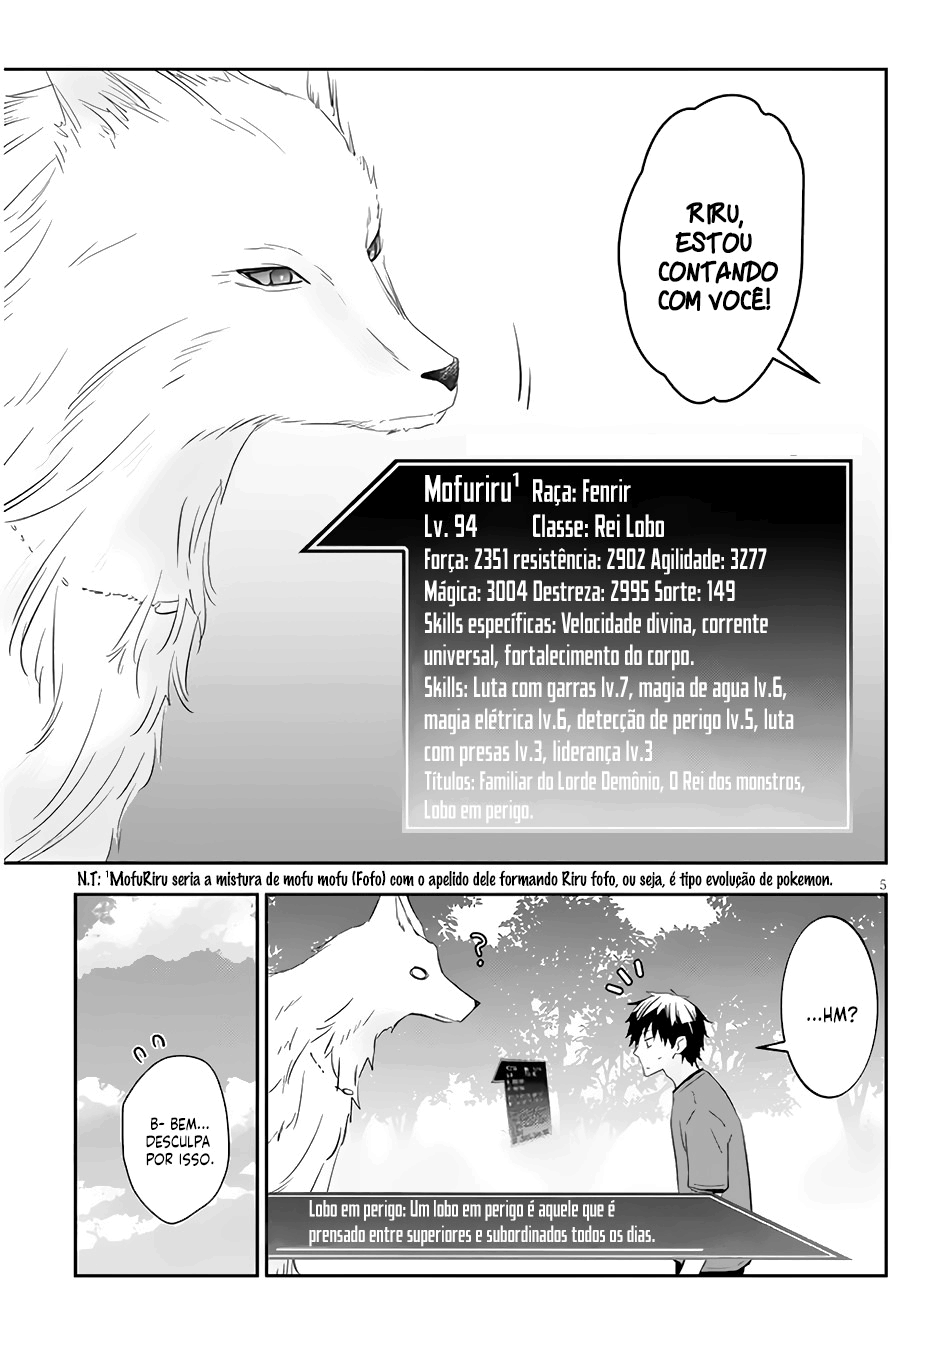 RIRU,
ESTOU
CONTANDO
COM VOCÊ!
Mofuriru¹ Raça: Fenrir
Lv. 94 Classe: Rei Lobo
Força: 2351 resistência: 2902 Agilidade: 3277
Mágica: 3004 Destreza: 2995 Sorte: 149
Skills específicas: Velocidade divina, corrente
universal, fortalecimento do corpo.
Skills: Luta com garras lv.7, magia de agua lv.6,
magia elétrica lv.6, detecção de perigo lv.5, luta
com presas lv.3, liderança lv.3
Títulos: Familiar do Lorde Demônio, O Rei dos monstros,
Lobo em perigo.
N.T: ¹MofuRiru seria a mistura de mofu mofu (Fofo) com o apelido dele formando Riru fofo, ou seja, é tipo evolução de pokemon.
5
?
...HM?
Lobo em perigo: Um lobo em perigo é aquele que é
prensado entre superiores e subordinados todos os dias.
B- BEM...
DESCULPA
POR ISSO.